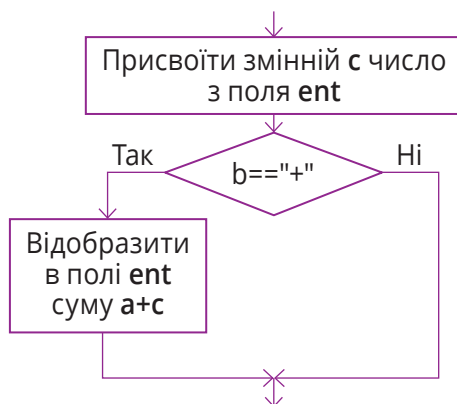 Присвоїти змінній c число
з поля ent
Так
Ні
b=="+"
Відобразити
в полі ent
суму a+c